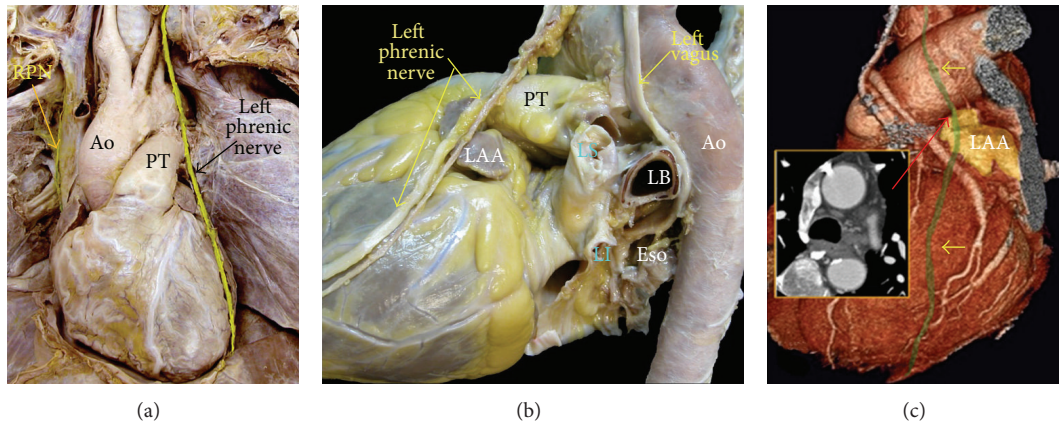 RPN
Ao
PT
Left
phrenic
nerve
(a)
Left
phrenic
nerve
Left
vagus
PT
LAA
LS
LB
Ao
LI
Eso
(b)
LAA
(c)